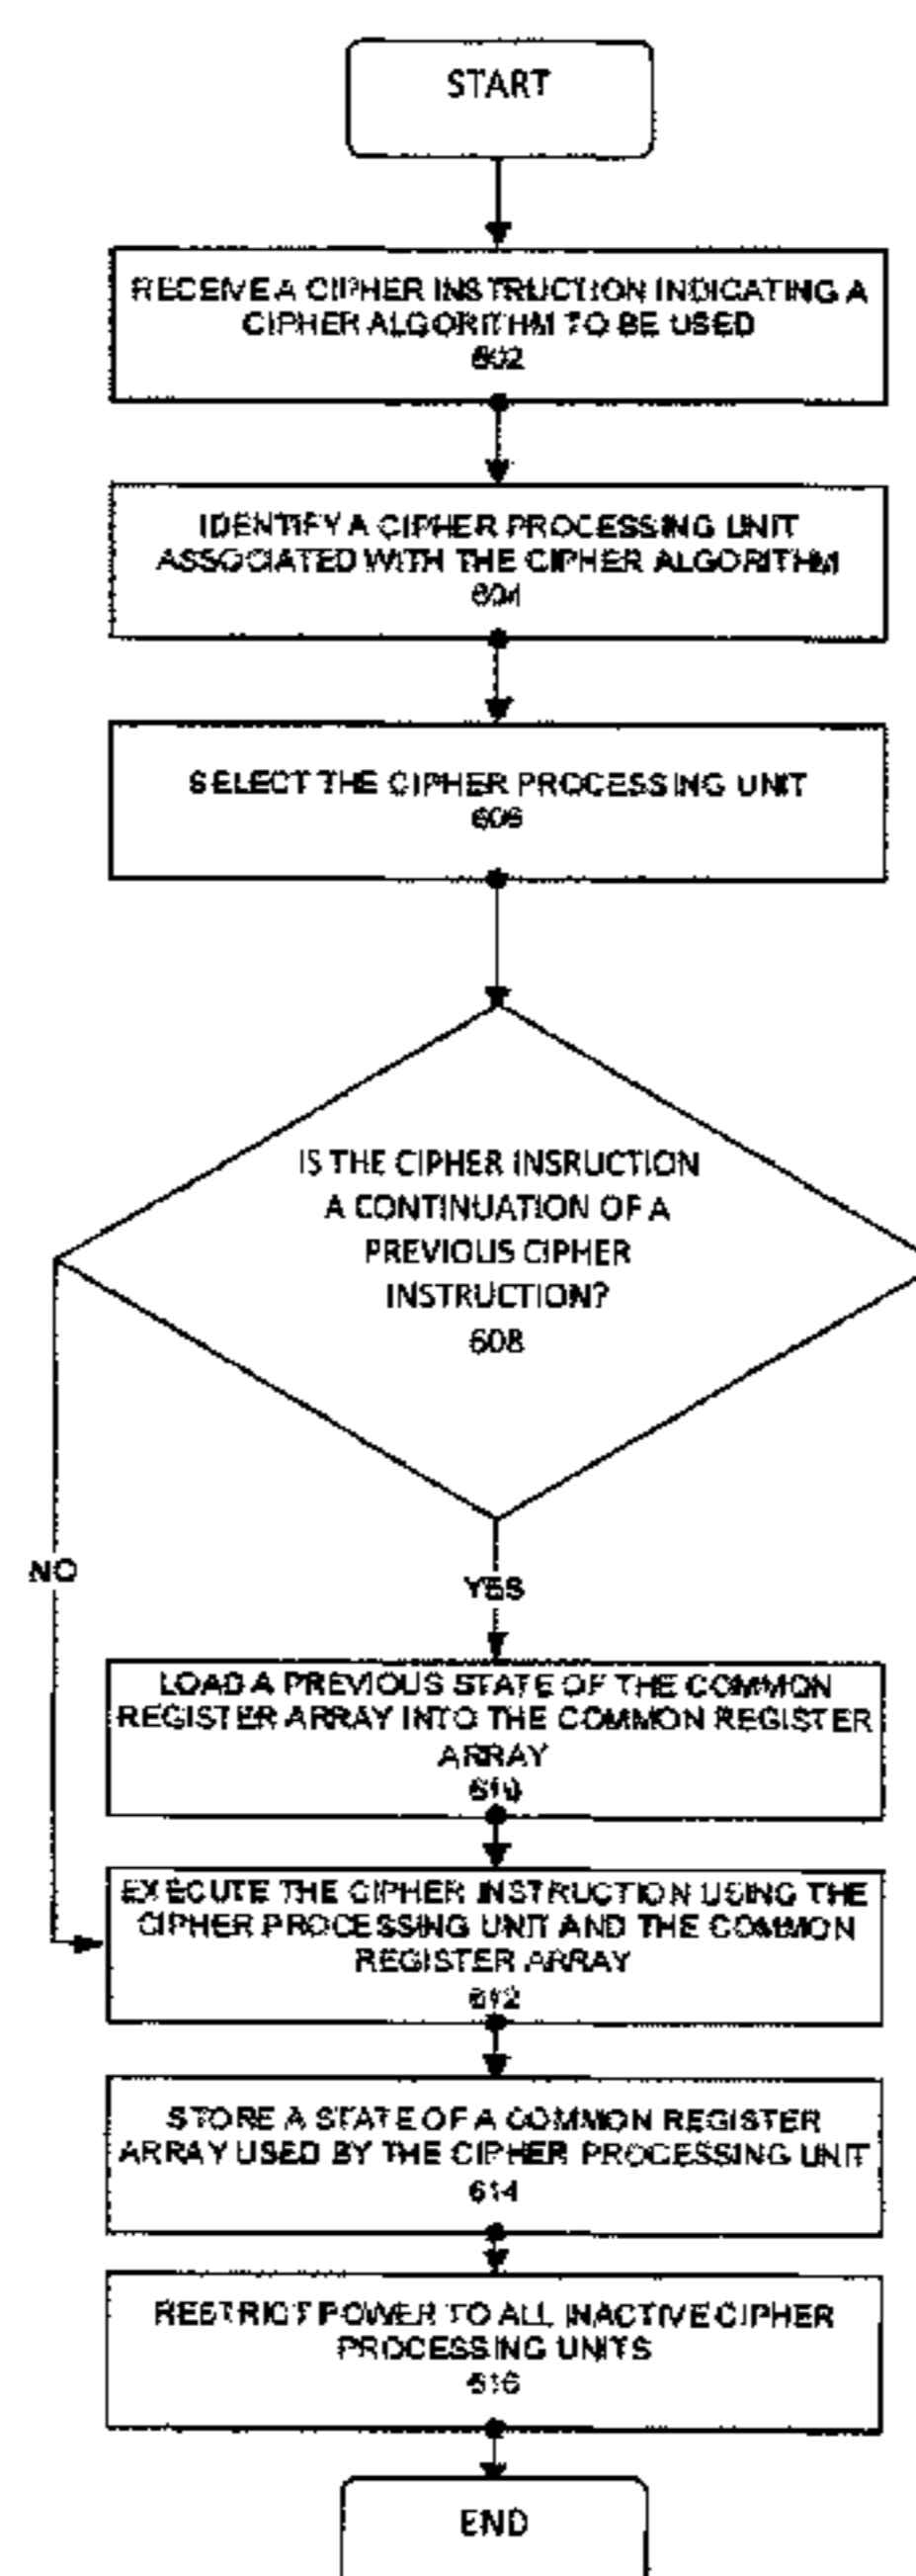 START
RECEIVE A CIPHER INSTRUCTION INDICATING A
CIPHER ALGORITHM TO BE USED
602
IDENTIFY A CIPHER PROCESSING UNIT
ASSOCIATED WITH THE CIPHER ALGORITHM
604
SELECT THE CIPHER PROCESSING UNIT
606
IS THE CIPHER INSRUCTION
A CONTINUATION OF A
PREVIOUS CIPHER
INSTRUCTION?
608
NO
YES
LOAD A PREVIOUS STATE OF THE COMMON
REGISTER ARRAY INTO THE COMMON REGISTER
ARRAY
610
EXECUTE THE CIPHER INSTRUCTION USING THE
CIPHER PROCESSING UNIT AND THE COMMON
REGISTER ARRAY
612
STORE A STATE OF A COMMON REGISTER
ARRAY USED BY THE CIPHER PROCESSING UNIT
614
RESTRICT POWER TO ALL INACTIVE CIPHER
PROCESSING UNITS
616
END